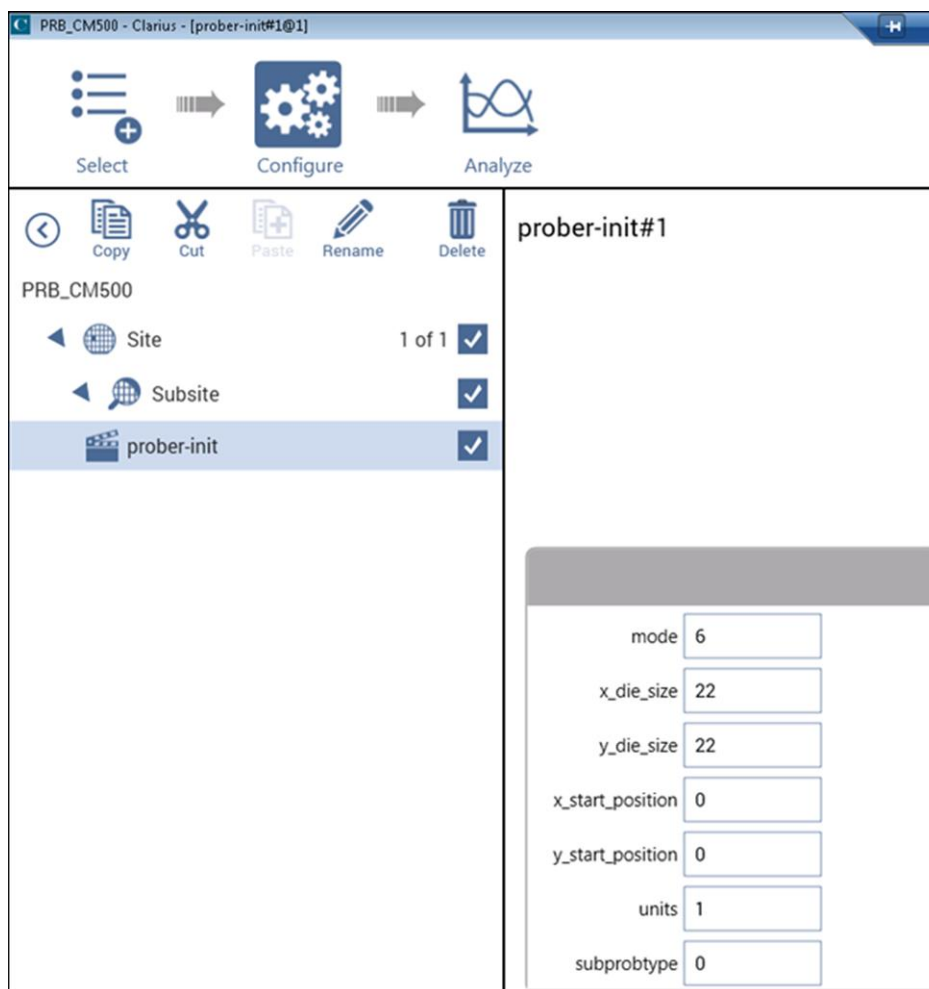 PRB_CM500 - Clarius - [prober-init#1@1]
Select
Configure
Analyze
Copy
Cut
Paste
Rename
Delete
PRB_CM500
Site 1 of 1
Subsite
prober-init
prober-init#1
mode 6
x_die_size 22
y_die_size 22
x_start_position 0
y_start_position 0
units 1
subprobtype 0